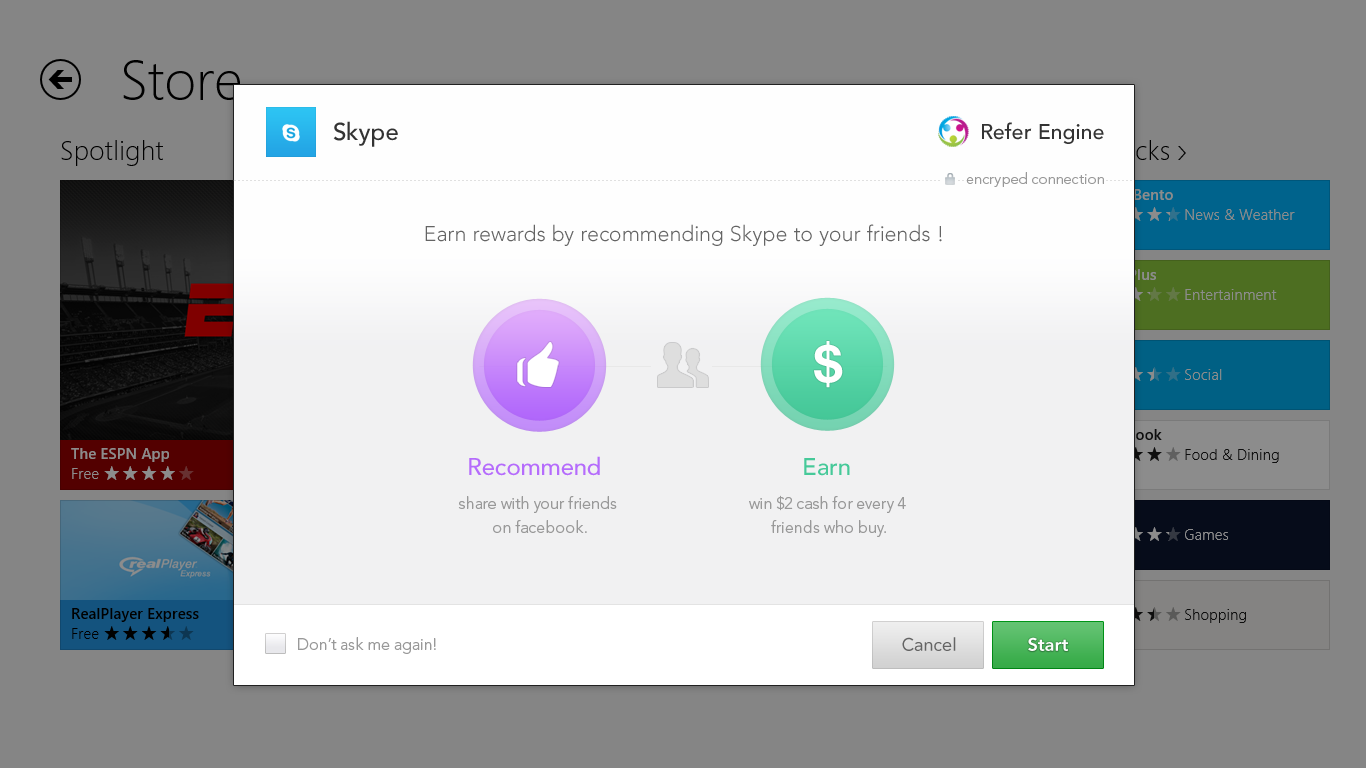 Store
Spotlight
The ESPN App
Free
realPlayer
Express
RealPlayer Express
Free
Skype
Refer Engine
encryped connection
Earn rewards by recommending Skype to your friends !
$
Recommend
share with your friends
on facebook.
Earn
win $2 cash for every 4
friends who buy.
Don't ask me again!
Cancel
Start
cks >
Bento
News & Weather
Plus
Entertainment
Social
ook
Food & Dining
Games
Shopping